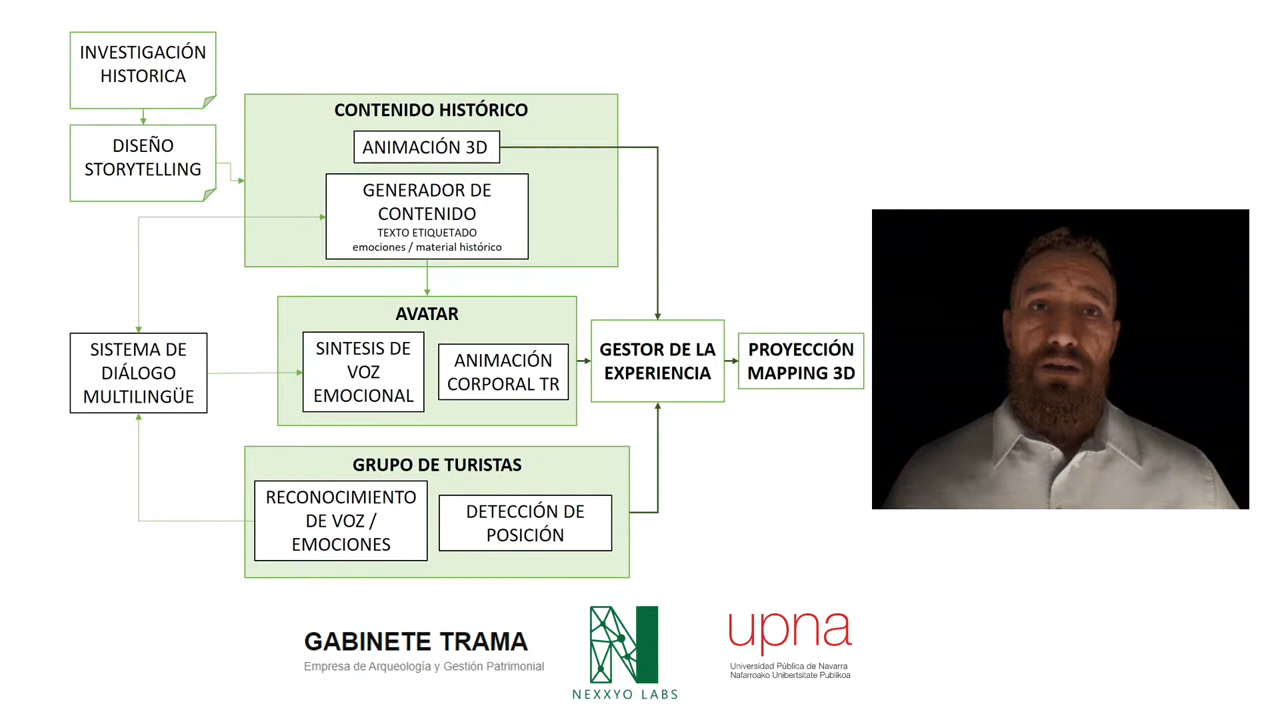 INVESTIGACIÓN
HISTORICA
DISEÑO
STORYTELLING
CONTENIDO HISTÓRICO
ANIMACIÓN 3D
GENERADOR DE
CONTENIDO
TEXTO ETIQUETADO
emociones / material histórico
AVATAR
SINTESIS DE
VOZ
EMOCIONAL
ANIMACIÓN
CORPORAL TR
SISTEMA DE
DIÁLOGO
MULTILINGÜE
GESTOR DE LA
EXPERIENCIA
PROYECCIÓN
MAPPING 3D
GRUPO DE TURISTAS
RECONOCIMIENTO
DE VOZ /
EMOCIONES
DETECCIÓN DE
POSICIÓN
GABINETE TRAMA
Empresa de Arqueología y Gestión Patrimonial
N
NEXXYO LABS
upna
Universidad Pública de Navarra
Nafarroako Unibertsitate Publikoa